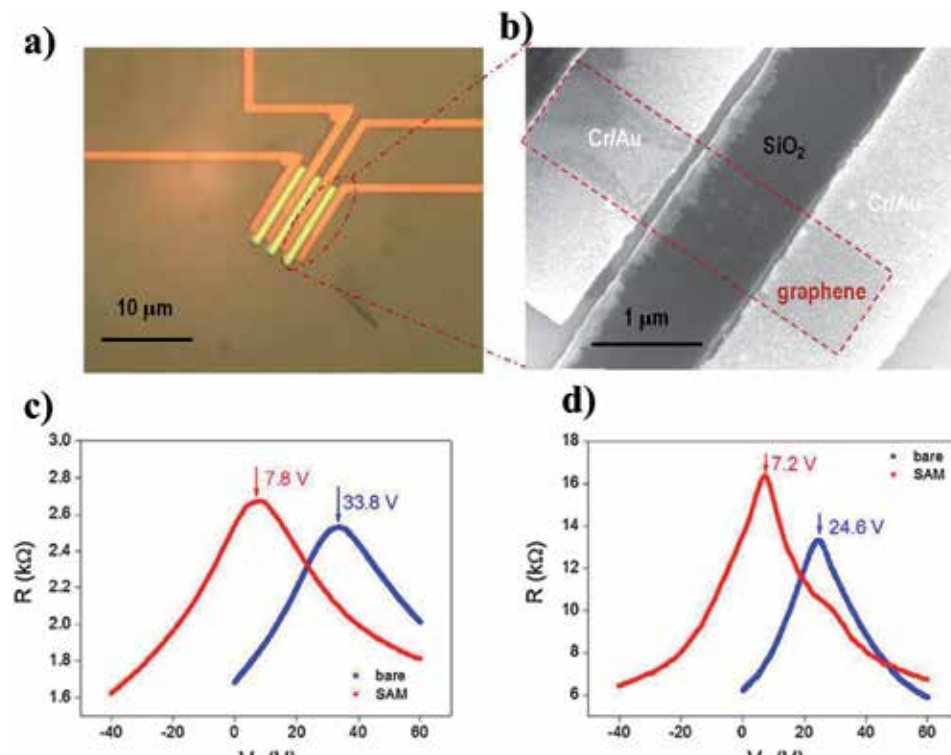 a)
b)
Cr/Au
SiO₂
Cr/Au
graphene
10 μm
1 μm
c)
d)
3.0
2.8
2.6
2.4
2.2
2.0
1.8
1.6
R (kΩ)
7.8 V
33.8 V
bare
SAM
-40 -20 0 20 40 60
18
16
14
12
10
8
6
R (kΩ)
7.2 V
24.6 V
bare
SAM
-40 -20 0 20 40 60